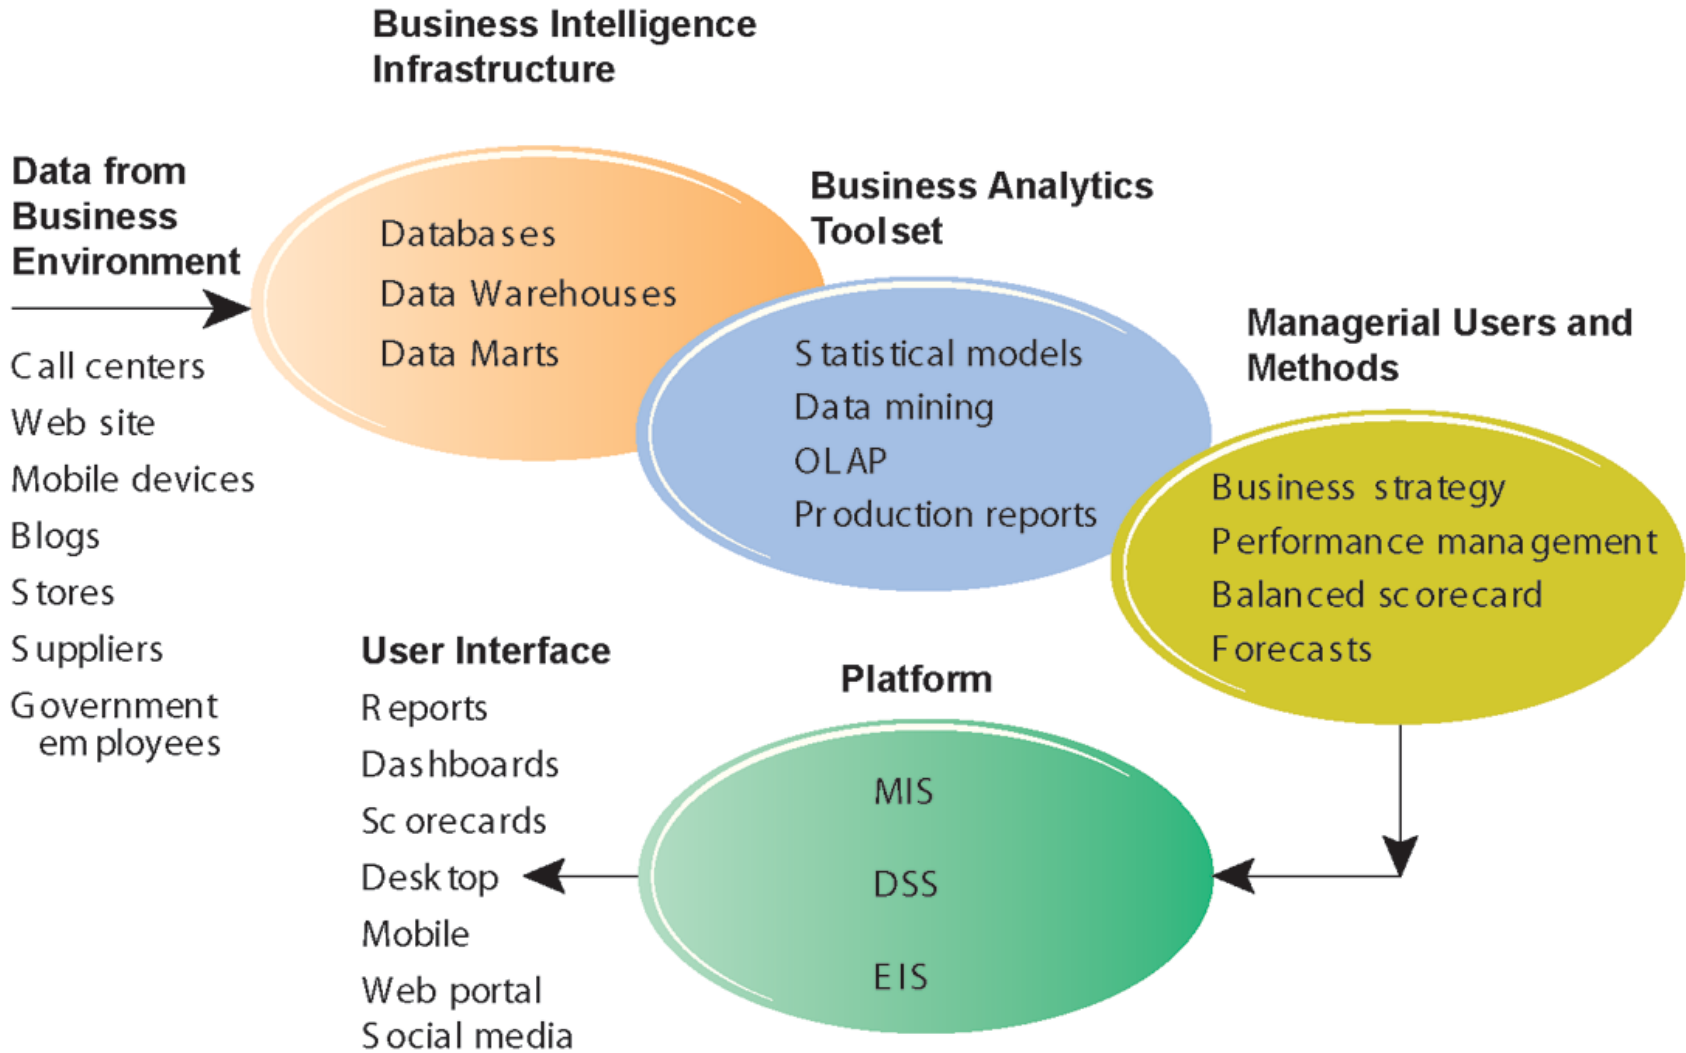 Business Intelligence
Infrastructure
Data from
Business
Environment
Call centers
Web site
Mobile devices
Blogs
Stores
Suppliers
Government
employees
Databases
Data Warehouses
Data Marts
Business Analytics
Toolset
Statistical models
Data mining
OLAP
Production reports
Managerial Users and
Methods
Business strategy
Performance management
Balanced scorecard
Forecasts
Platform
MIS
DSS
EIS
User Interface
Reports
Dashboards
Scorecards
Desktop
Mobile
Web portal
Social media